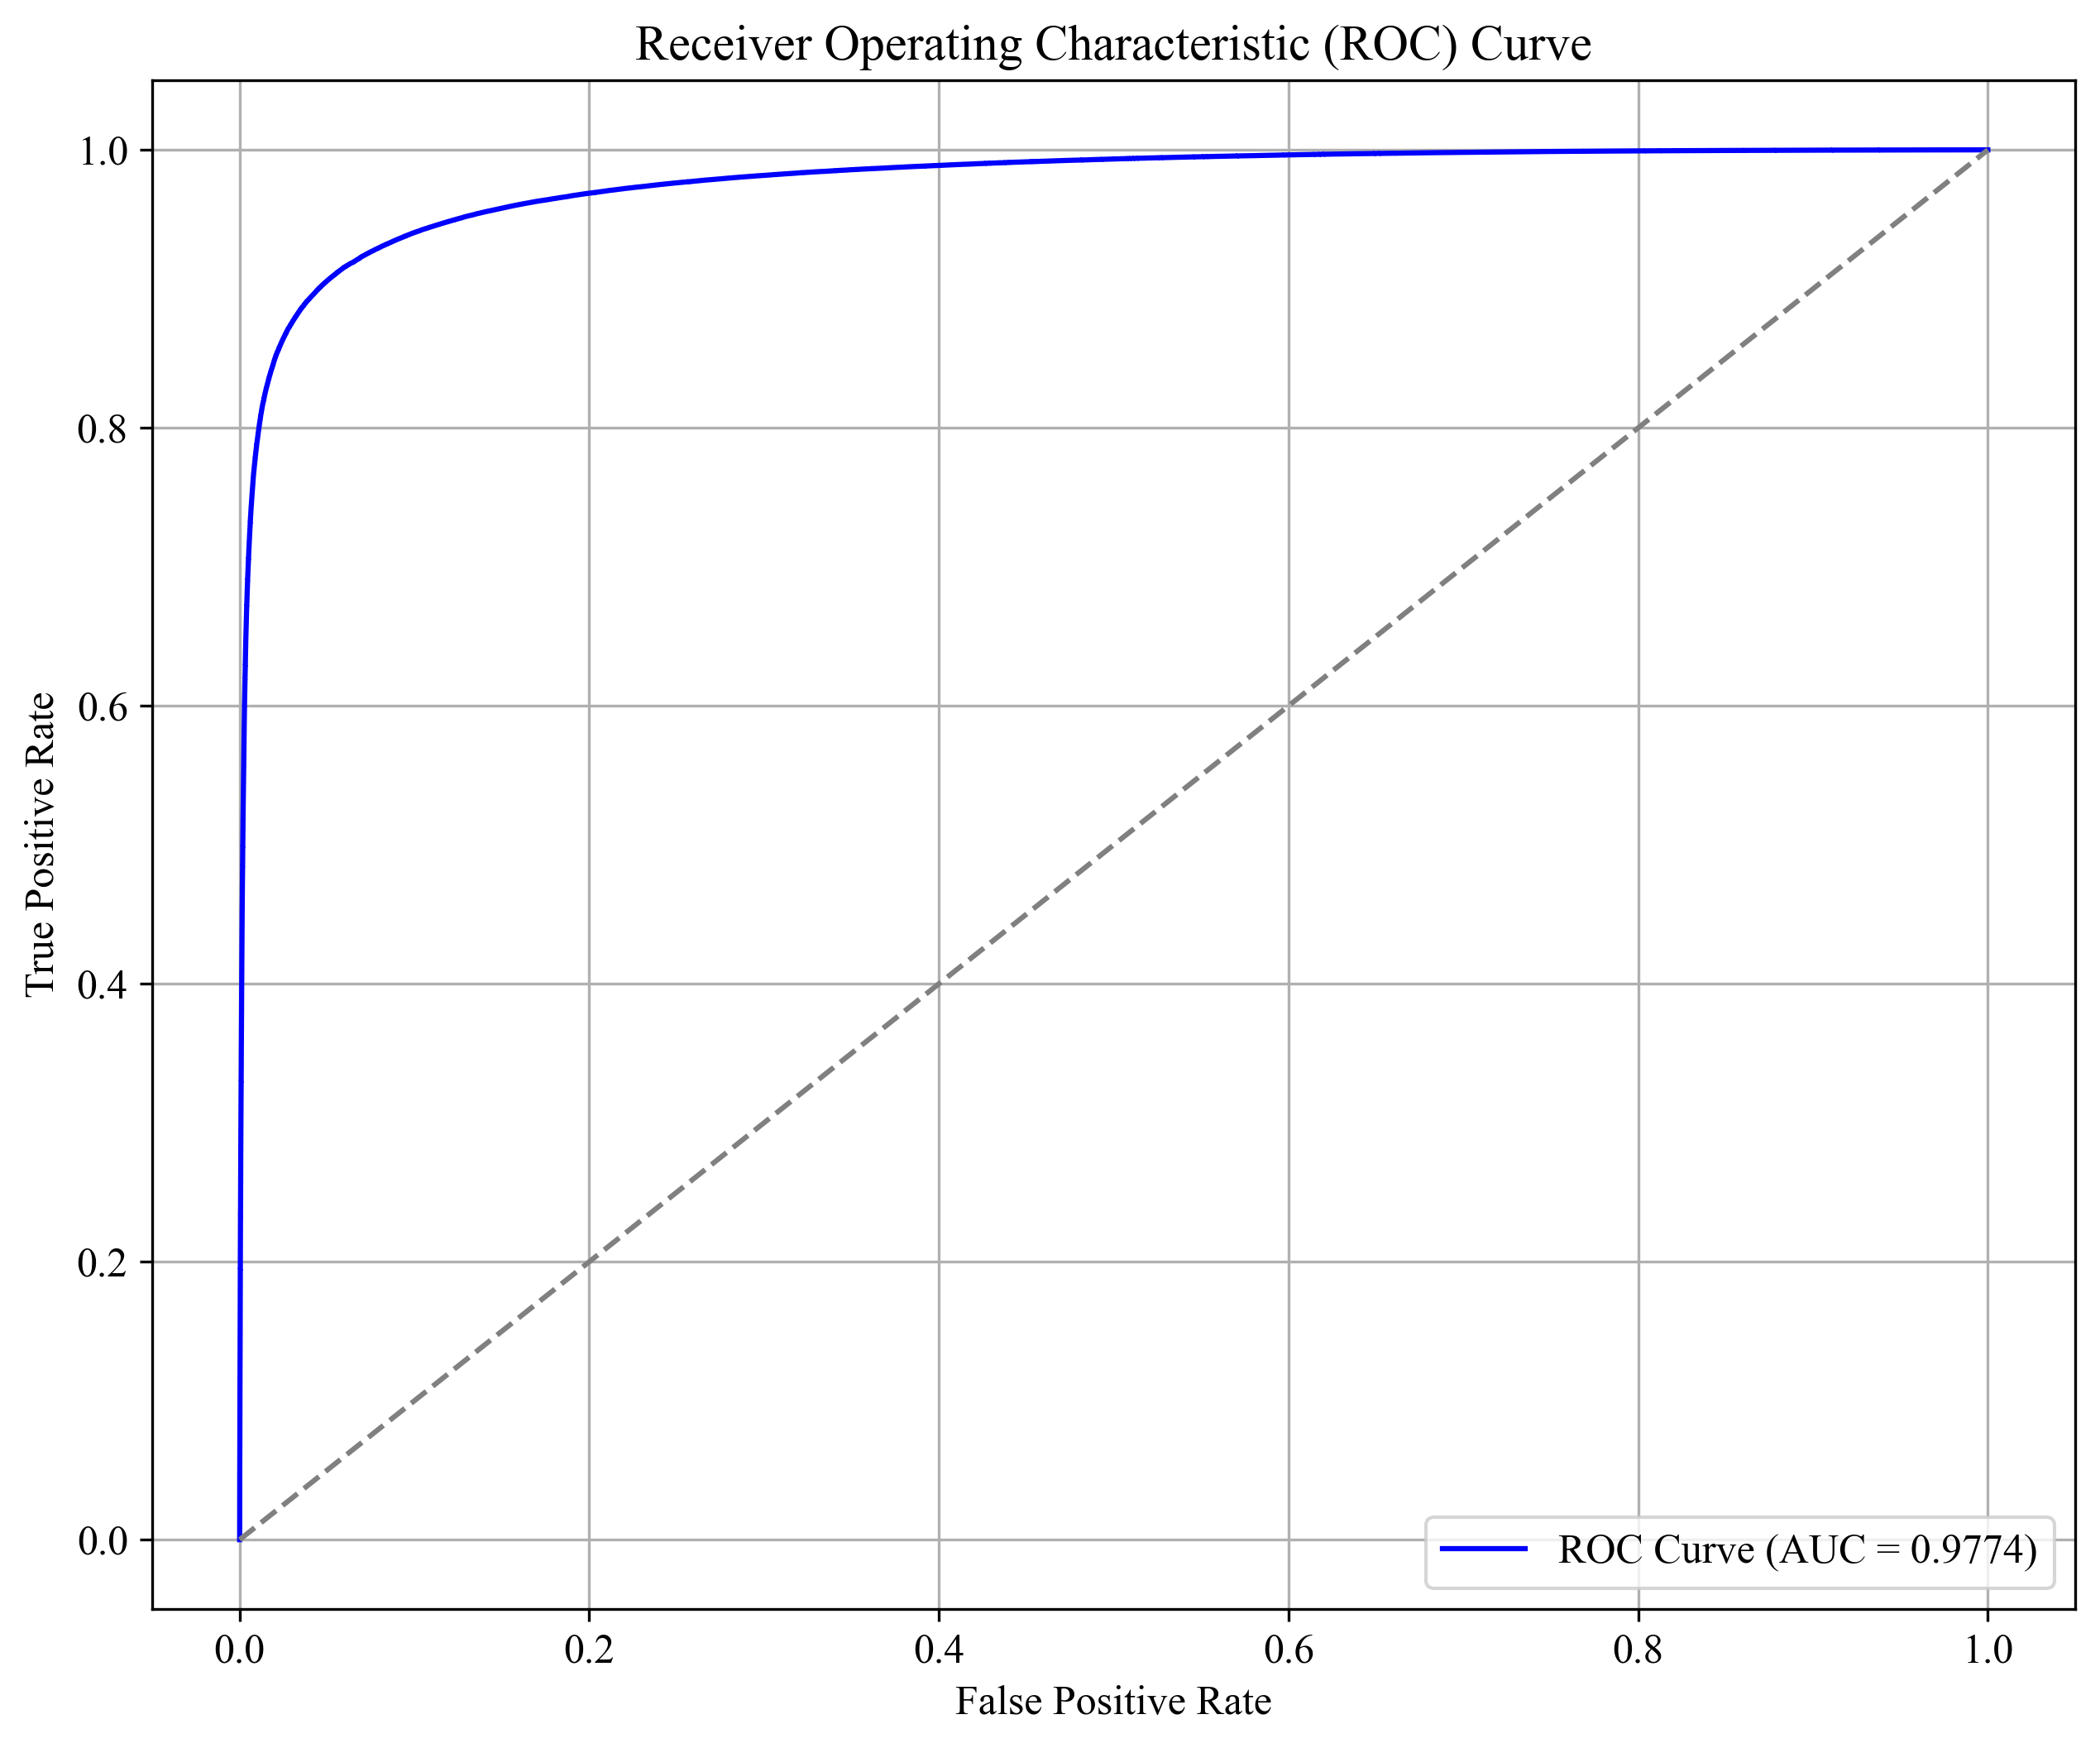 Receiver Operating Characteristic (ROC) Curve
1.0
0.8
0.6
0.4
0.2
0.0
True Positive Rate
ROC Curve (AUC = 0.9774)
0.0 0.2 0.4 0.6 0.8 1.0
False Positive Rate